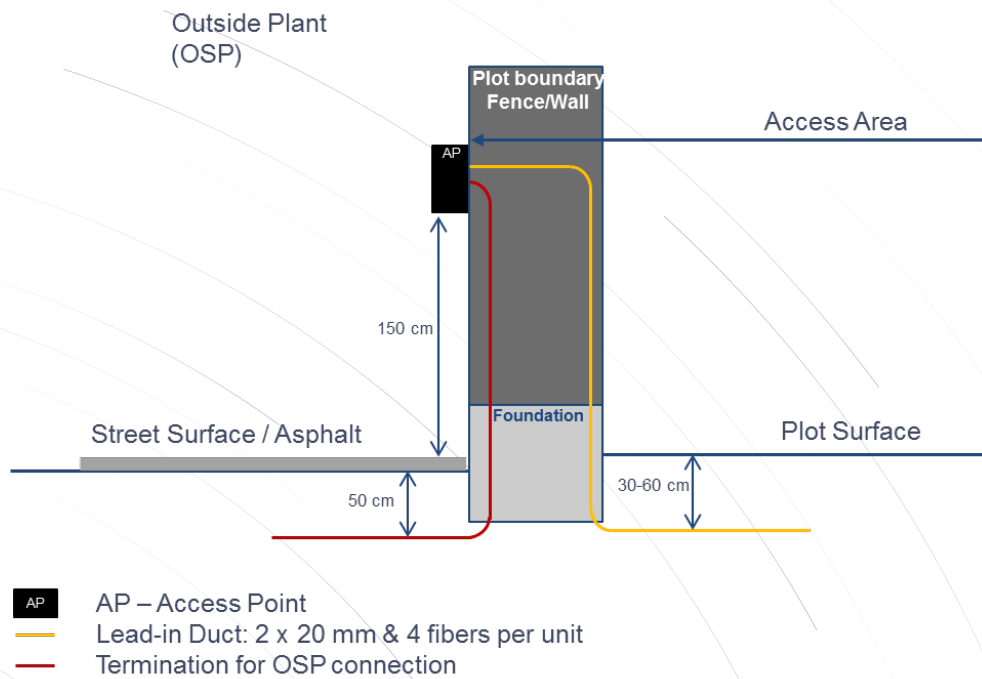 Outside Plant
(OSP)
Plot boundary
Fence/Wall
Access Area
AP
150 cm
Foundation
Street Surface / Asphalt
Plot Surface
50 cm
30-60 cm
AP
AP – Access Point
Lead-in Duct: 2 x 20 mm & 4 fibers per unit
Termination for OSP connection